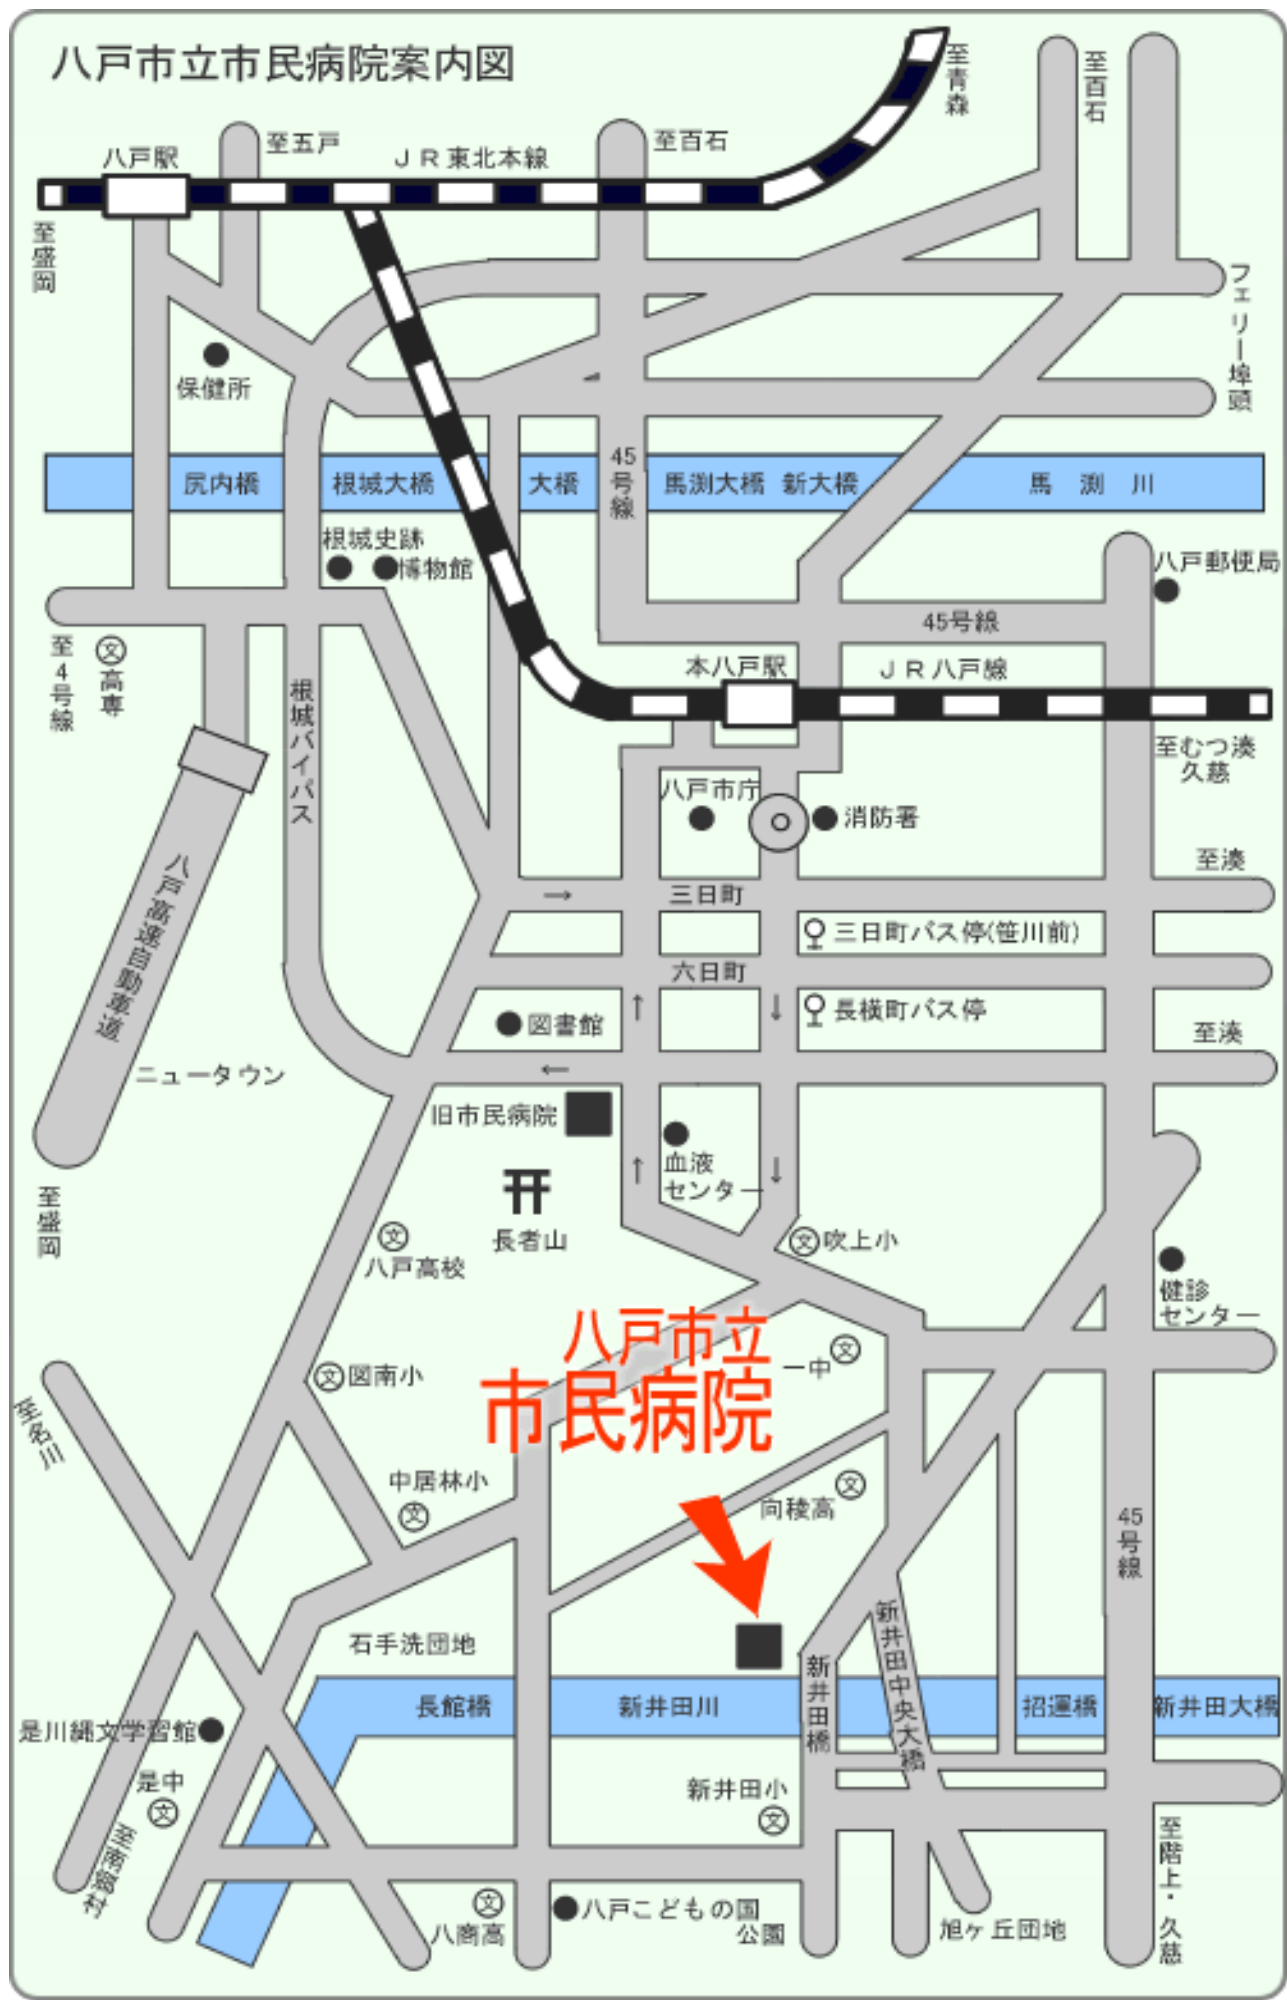 八戸市立市民病院案内図
至青森
至百石
至五戸
至百石
八戸駅
JR東北本線
至盛岡
フェリー埠頭
保健所
45号線
尻内橋
根城大橋
大橋
馬渕大橋
新大橋
馬渕川
根城史跡
博物館
八戸郵便局
45号線
至4号線
文
高専
根城バイパス
本八戸駅
JR八戸線
至むつ湊
久慈
八戸市庁
消防署
八戸高速自動車道
至湊
→
三日町
三日町バス停(笹川前)
六日町
↑
↓
長横町バス停
図書館
至湊
←
ニュータウン
旧市民病院
↑
↓
血液
センター
至盛岡
長者山
文
八戸高校
文吹上小
健診
センター
八戸市立
市民病院
一中文
文図南小
至名川
中居林小
文
向稜高
文
45号線
石手洗団地
新井田中央大橋
新井田橋
長館橋
新井田川
招運橋
新井田大橋
是川縄文学習館
是中
文
新井田小
文
至南郷村
至階上・久慈
文
八商高
八戸こどもの国
公園
旭ヶ丘団地